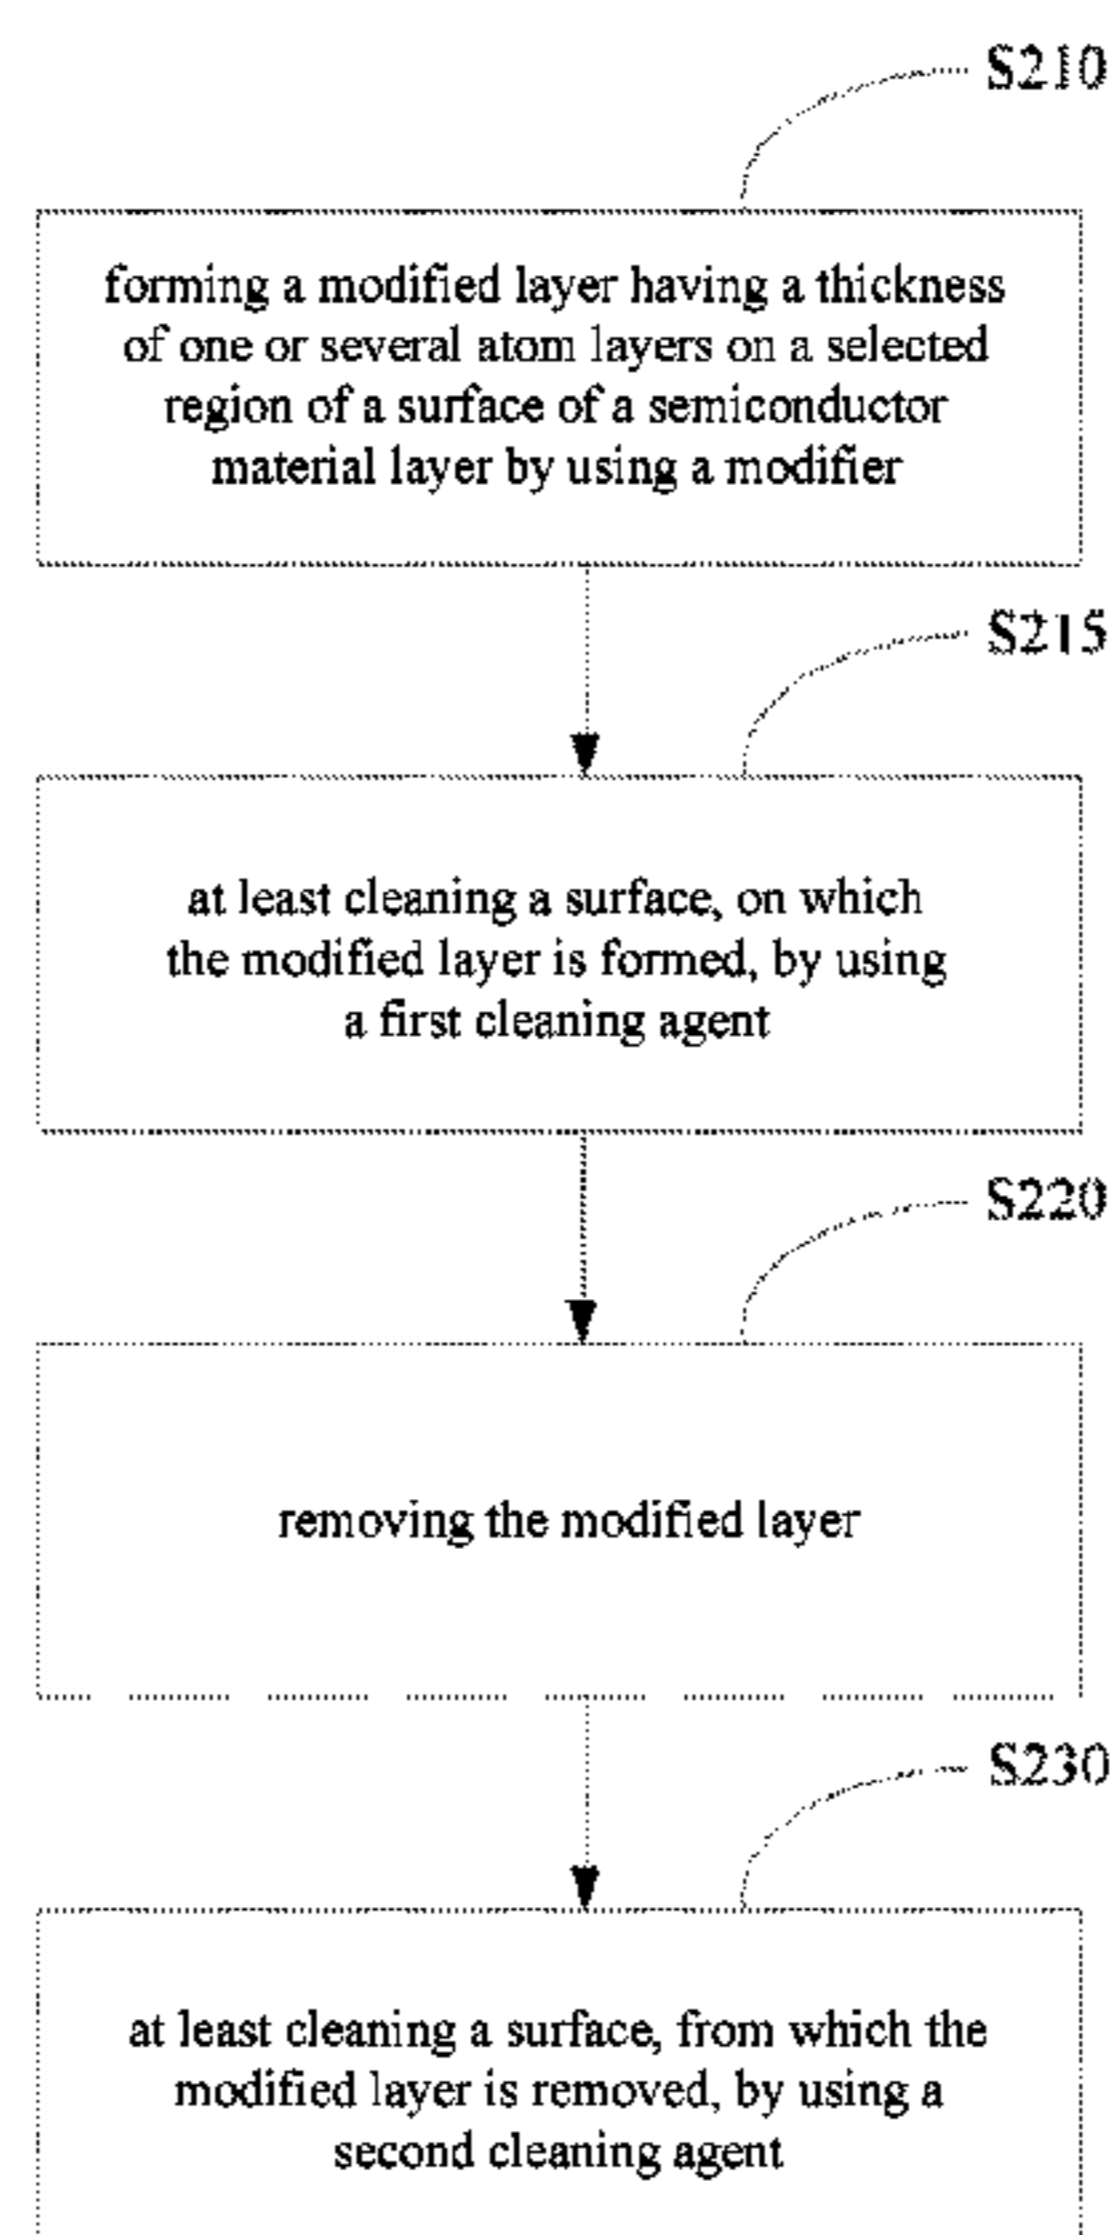 S210
forming a modified layer having a thickness
of one or several atom layers on a selected
region of a surface of a semiconductor
material layer by using a modifier
S215
at least cleaning a surface, on which
the modified layer is formed, by using
a first cleaning agent
S220
removing the modified layer
S230
at least cleaning a surface, from which the
modified layer is removed, by using a
second cleaning agent